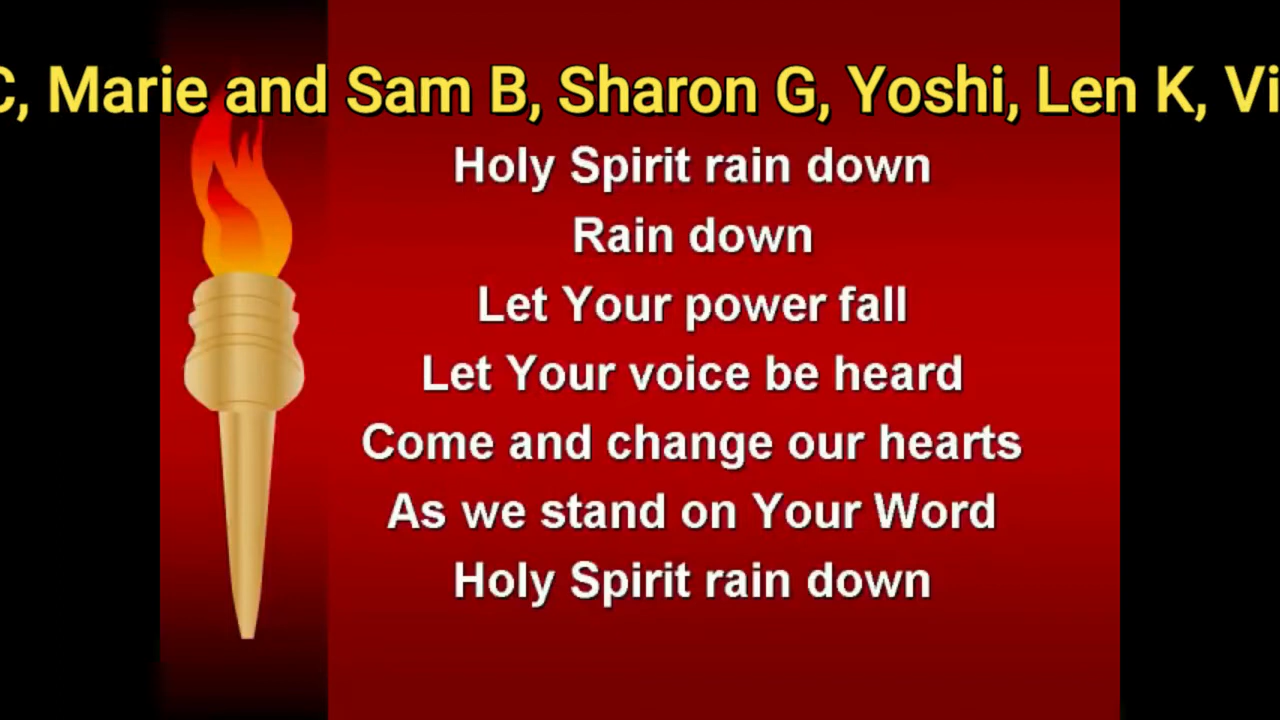 C, Marie and Sam B, Sharon G, Yoshi, Len K, Vi
Holy Spirit rain down
Rain down
Let Your power fall
Let Your voice be heard
Come and change our hearts
As we stand on Your Word
Holy Spirit rain down